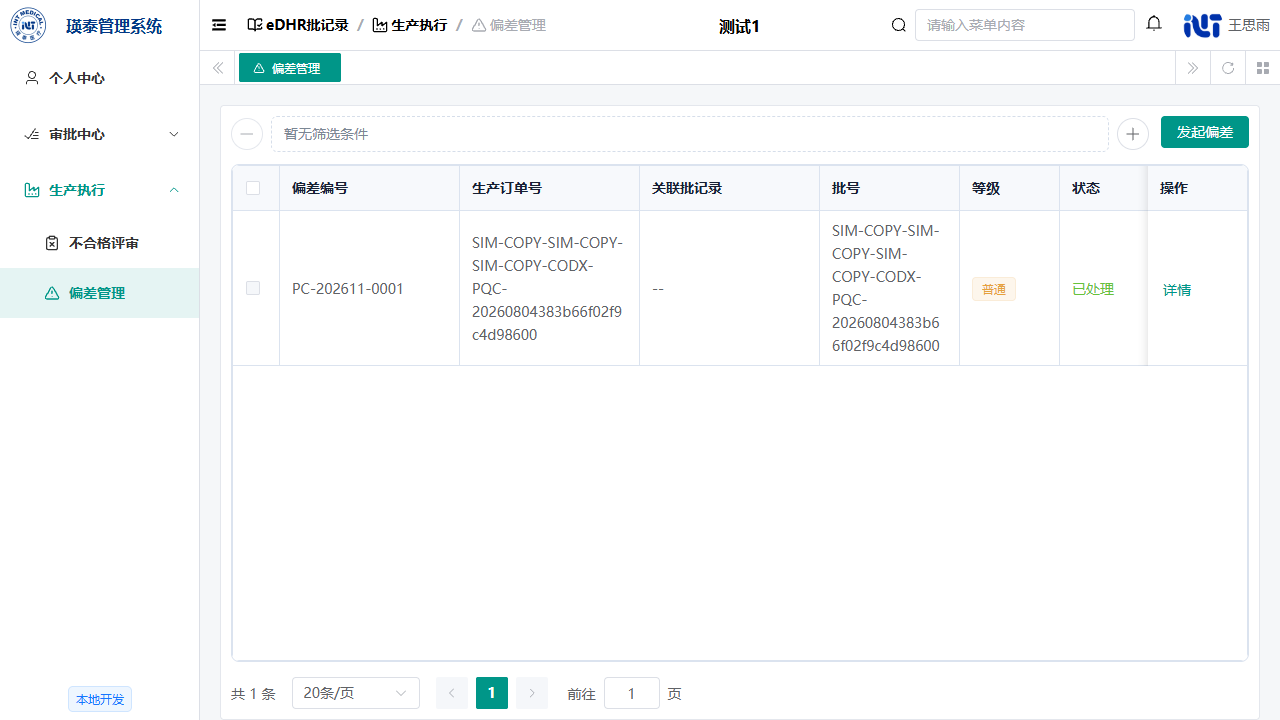 瑛泰管理系统
eDHR批记录 / 生产执行 / 偏差管理
测试1
请输入菜单内容
王思雨
个人中心
审批中心
生产执行
不合格评审
偏差管理
本地开发
偏差管理
暂无筛选条件
发起偏差
偏差编号 生产订单号 关联批记录 批号 等级 状态 操作
PC-202611-0001
SIM-COPY-SIM-COPY-
SIM-COPY-CODX-
PQC-
20260804383b66f02f9
c4d98600
--
SIM-COPY-SIM-
COPY-SIM-
COPY-CODX-
PQC-
20260804383b6
6f02f9c4d98600
普通
已处理
详情
共 1 条 20条/页 1 前往 1 页